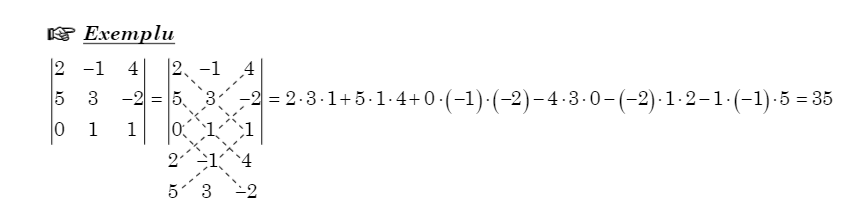 ☞ Exemplu
|2 −1 4| |2 −1 4|
|5 3 −2| = |5 3 −2| = 2·3·1+5·1·4+0·(−1)·(−2)−4·3·0−(−2)·1·2−1·(−1)·5 = 35
|0 1 1| |0 1 1|
2 −1 4
5 3 −2